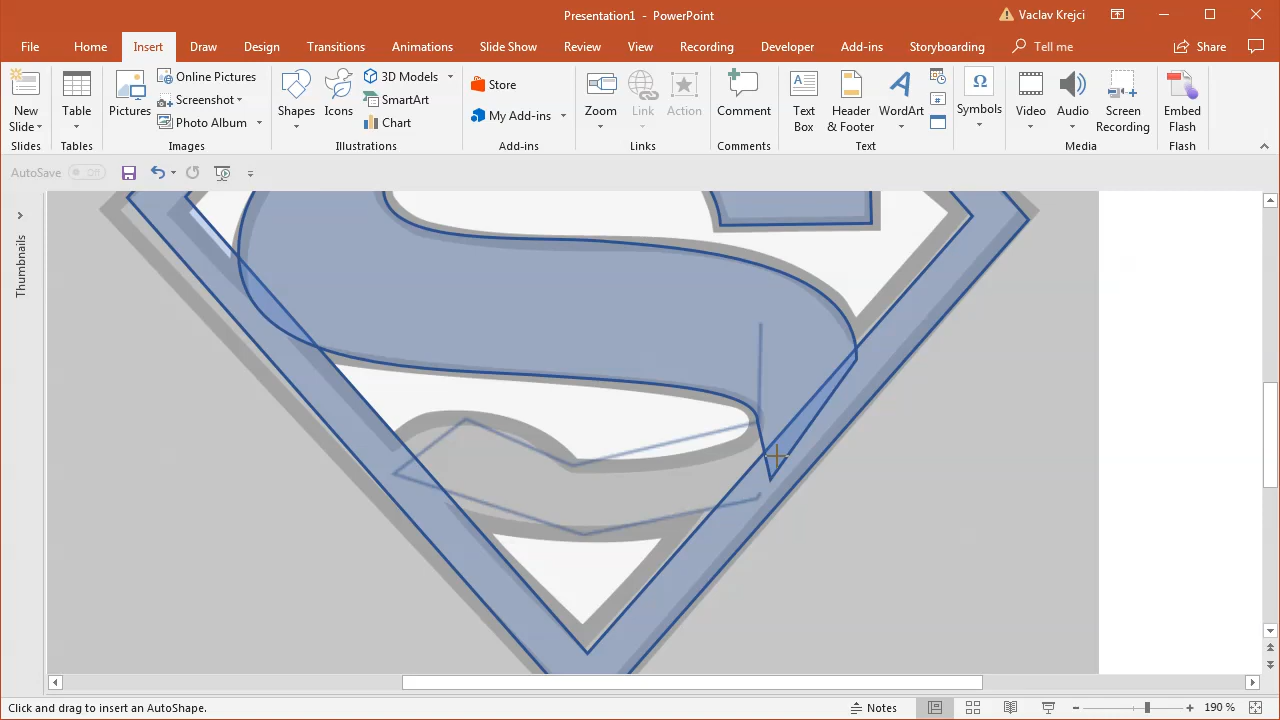 Presentation1 - PowerPoint
Vaclav Krejci
File Home Insert Draw Design Transitions Animations Slide Show Review View Recording Developer Add-ins Storyboarding Tell me Share
New
Slide
Table
Pictures
Online Pictures
Screenshot
Photo Album
Shapes
Icons
3D Models
SmartArt
Chart
Store
My Add-ins
Zoom
Link
Action
Comment
Text
Box
Header
& Footer
WordArt
Ω
Symbols
Video
Audio
Screen
Recording
Embed
Flash
Slides Tables Images Illustrations Add-ins Links Comments Text Media Flash
AutoSave Off
Thumbnails
Click and drag to insert an AutoShape.
Notes
190 %